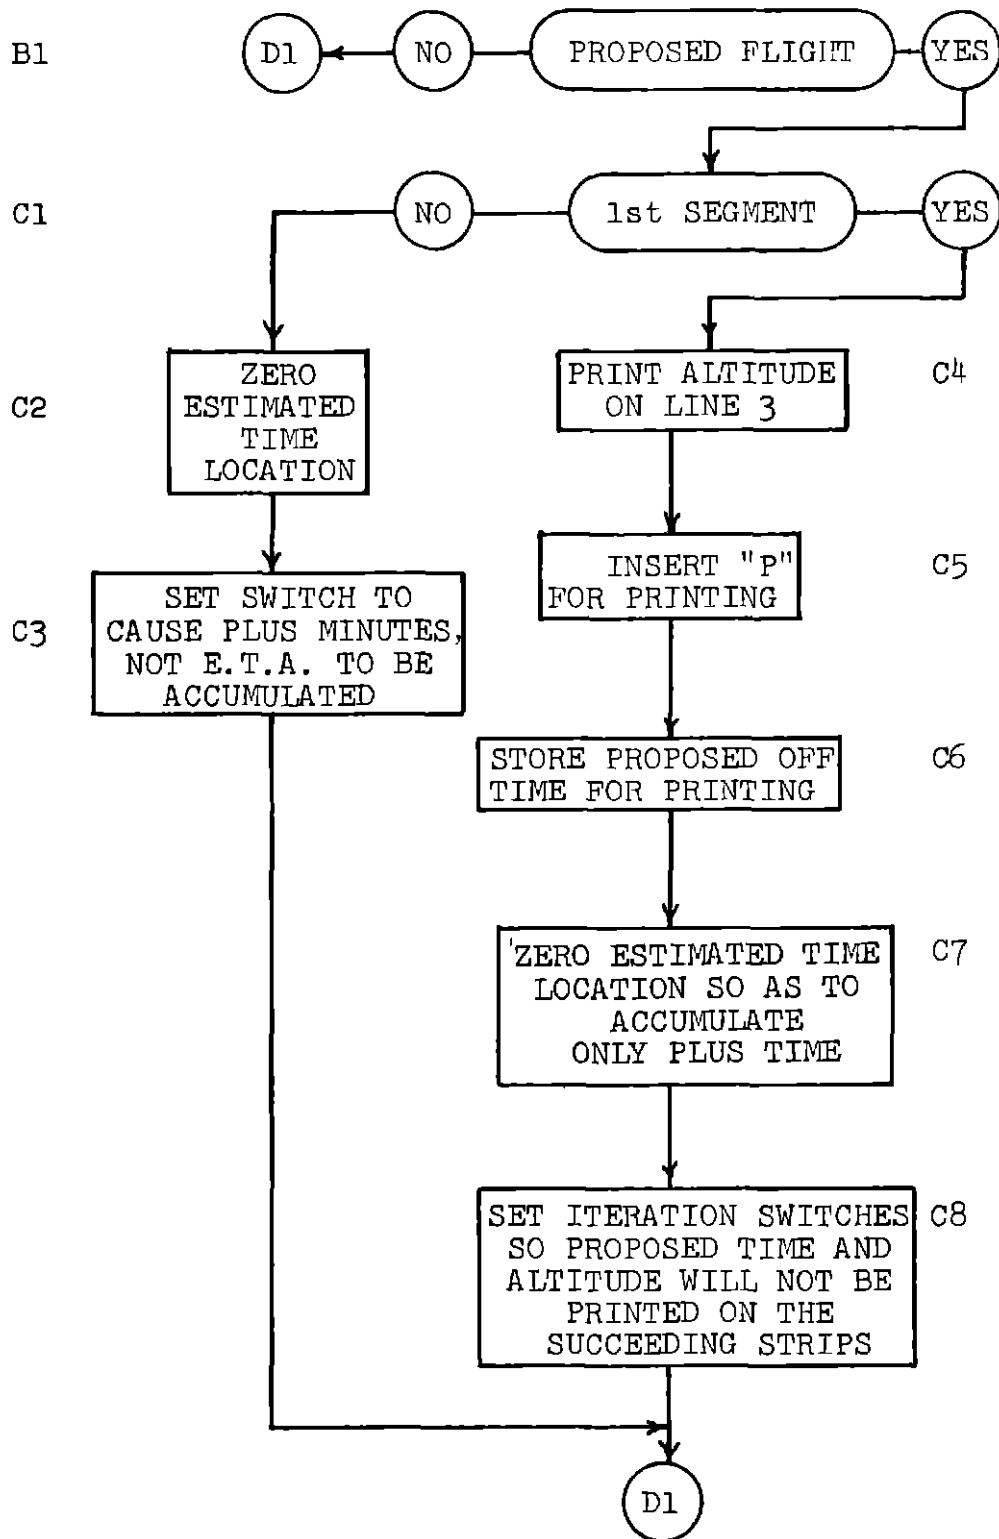 B1
D1
NO
PROPOSED FLIGHT
YES
C1
NO
1st SEGMENT
YES
C2
ZERO
ESTIMATED
TIME
LOCATION
PRINT ALTITUDE
ON LINE 3
C4
INSERT "P"
FOR PRINTING
C5
C3
SET SWITCH TO
CAUSE PLUS MINUTES,
NOT E.T.A. TO BE
ACCUMULATED
STORE PROPOSED OFF
TIME FOR PRINTING
C6
ZERO ESTIMATED TIME
LOCATION SO AS TO
ACCUMULATE
ONLY PLUS TIME
C7
SET ITERATION SWITCHES
SO PROPOSED TIME AND
ALTITUDE WILL NOT BE
PRINTED ON THE
SUCCEEDING STRIPS
C8
D1